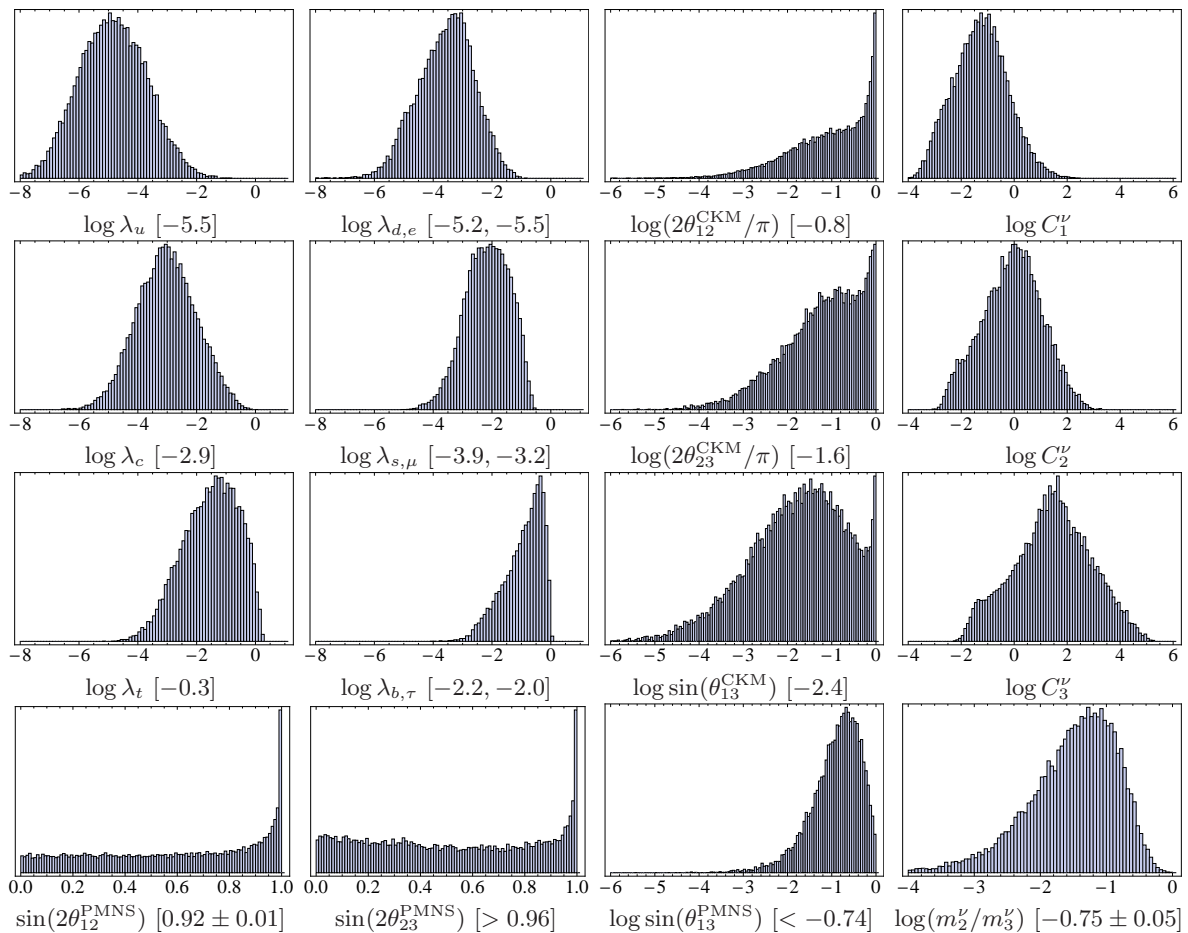 −8 −6 −4 −2 0 −8 −6 −4 −2 0 −6 −5 −4 −3 −2 −1 0 −4 −2 0 2 4 6
log λ_u [−5.5] log λ_{d,e} [−5.2, −5.5] log(2θ_{12}^{CKM}/π) [−0.8] log C_1^ν
−8 −6 −4 −2 0 −8 −6 −4 −2 0 −6 −5 −4 −3 −2 −1 0 −4 −2 0 2 4 6
log λ_c [−2.9] log λ_{s,μ} [−3.9, −3.2] log(2θ_{23}^{CKM}/π) [−1.6] log C_2^ν
−8 −6 −4 −2 0 −8 −6 −4 −2 0 −6 −5 −4 −3 −2 −1 0 −4 −2 0 2 4 6
log λ_t [−0.3] log λ_{b,τ} [−2.2, −2.0] log sin(θ_{13}^{CKM}) [−2.4] log C_3^ν
0.0 0.2 0.4 0.6 0.8 1.0 0.0 0.2 0.4 0.6 0.8 1.0 −4 −3 −2 −1 0 −4 −3 −2 −1 0
sin(2θ_{12}^{PMNS}) [0.92 ± 0.01] sin(2θ_{23}^{PMNS}) [> 0.96] log sin(θ_{13}^{PMNS}) [< −0.74] log(m_2^ν/m_3^ν) [−0.75 ± 0.05]